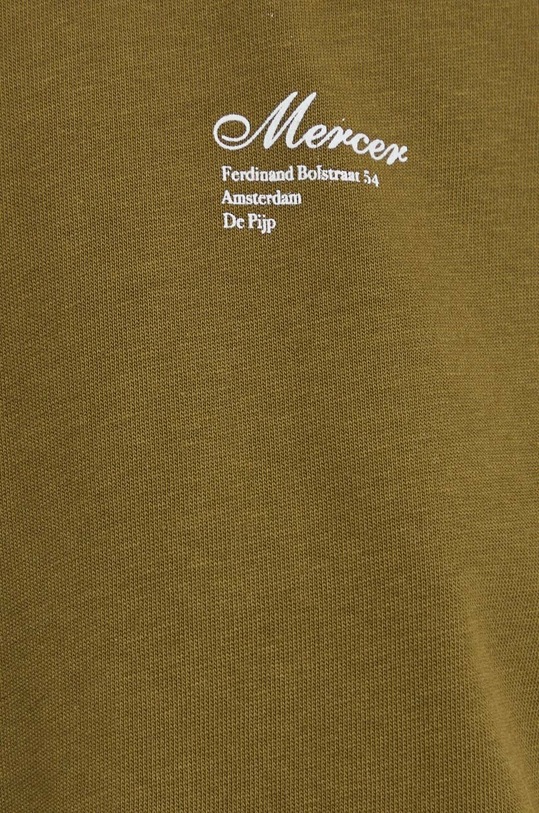 Mercer
Ferdinand Bolstraat 54
Amsterdam
De Pijp